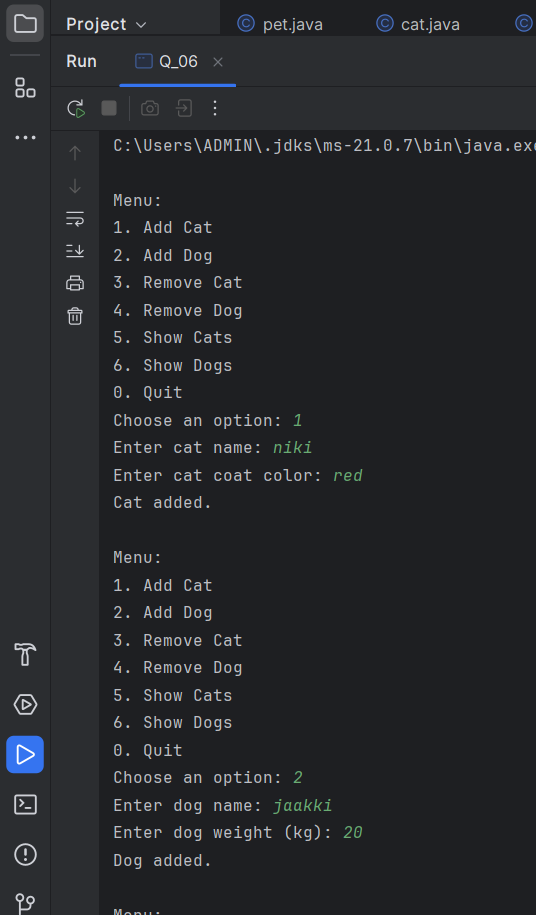 Project
pet.java
cat.java
Run
Q_06
C:\Users\ADMIN\.jdks\ms-21.0.7\bin\java.exe
Menu:
1. Add Cat
2. Add Dog
3. Remove Cat
4. Remove Dog
5. Show Cats
6. Show Dogs
0. Quit
Choose an option: 1
Enter cat name: niki
Enter cat coat color: red
Cat added.
Menu:
1. Add Cat
2. Add Dog
3. Remove Cat
4. Remove Dog
5. Show Cats
6. Show Dogs
0. Quit
Choose an option: 2
Enter dog name: jaakki
Enter dog weight (kg): 20
Dog added.
Menu: